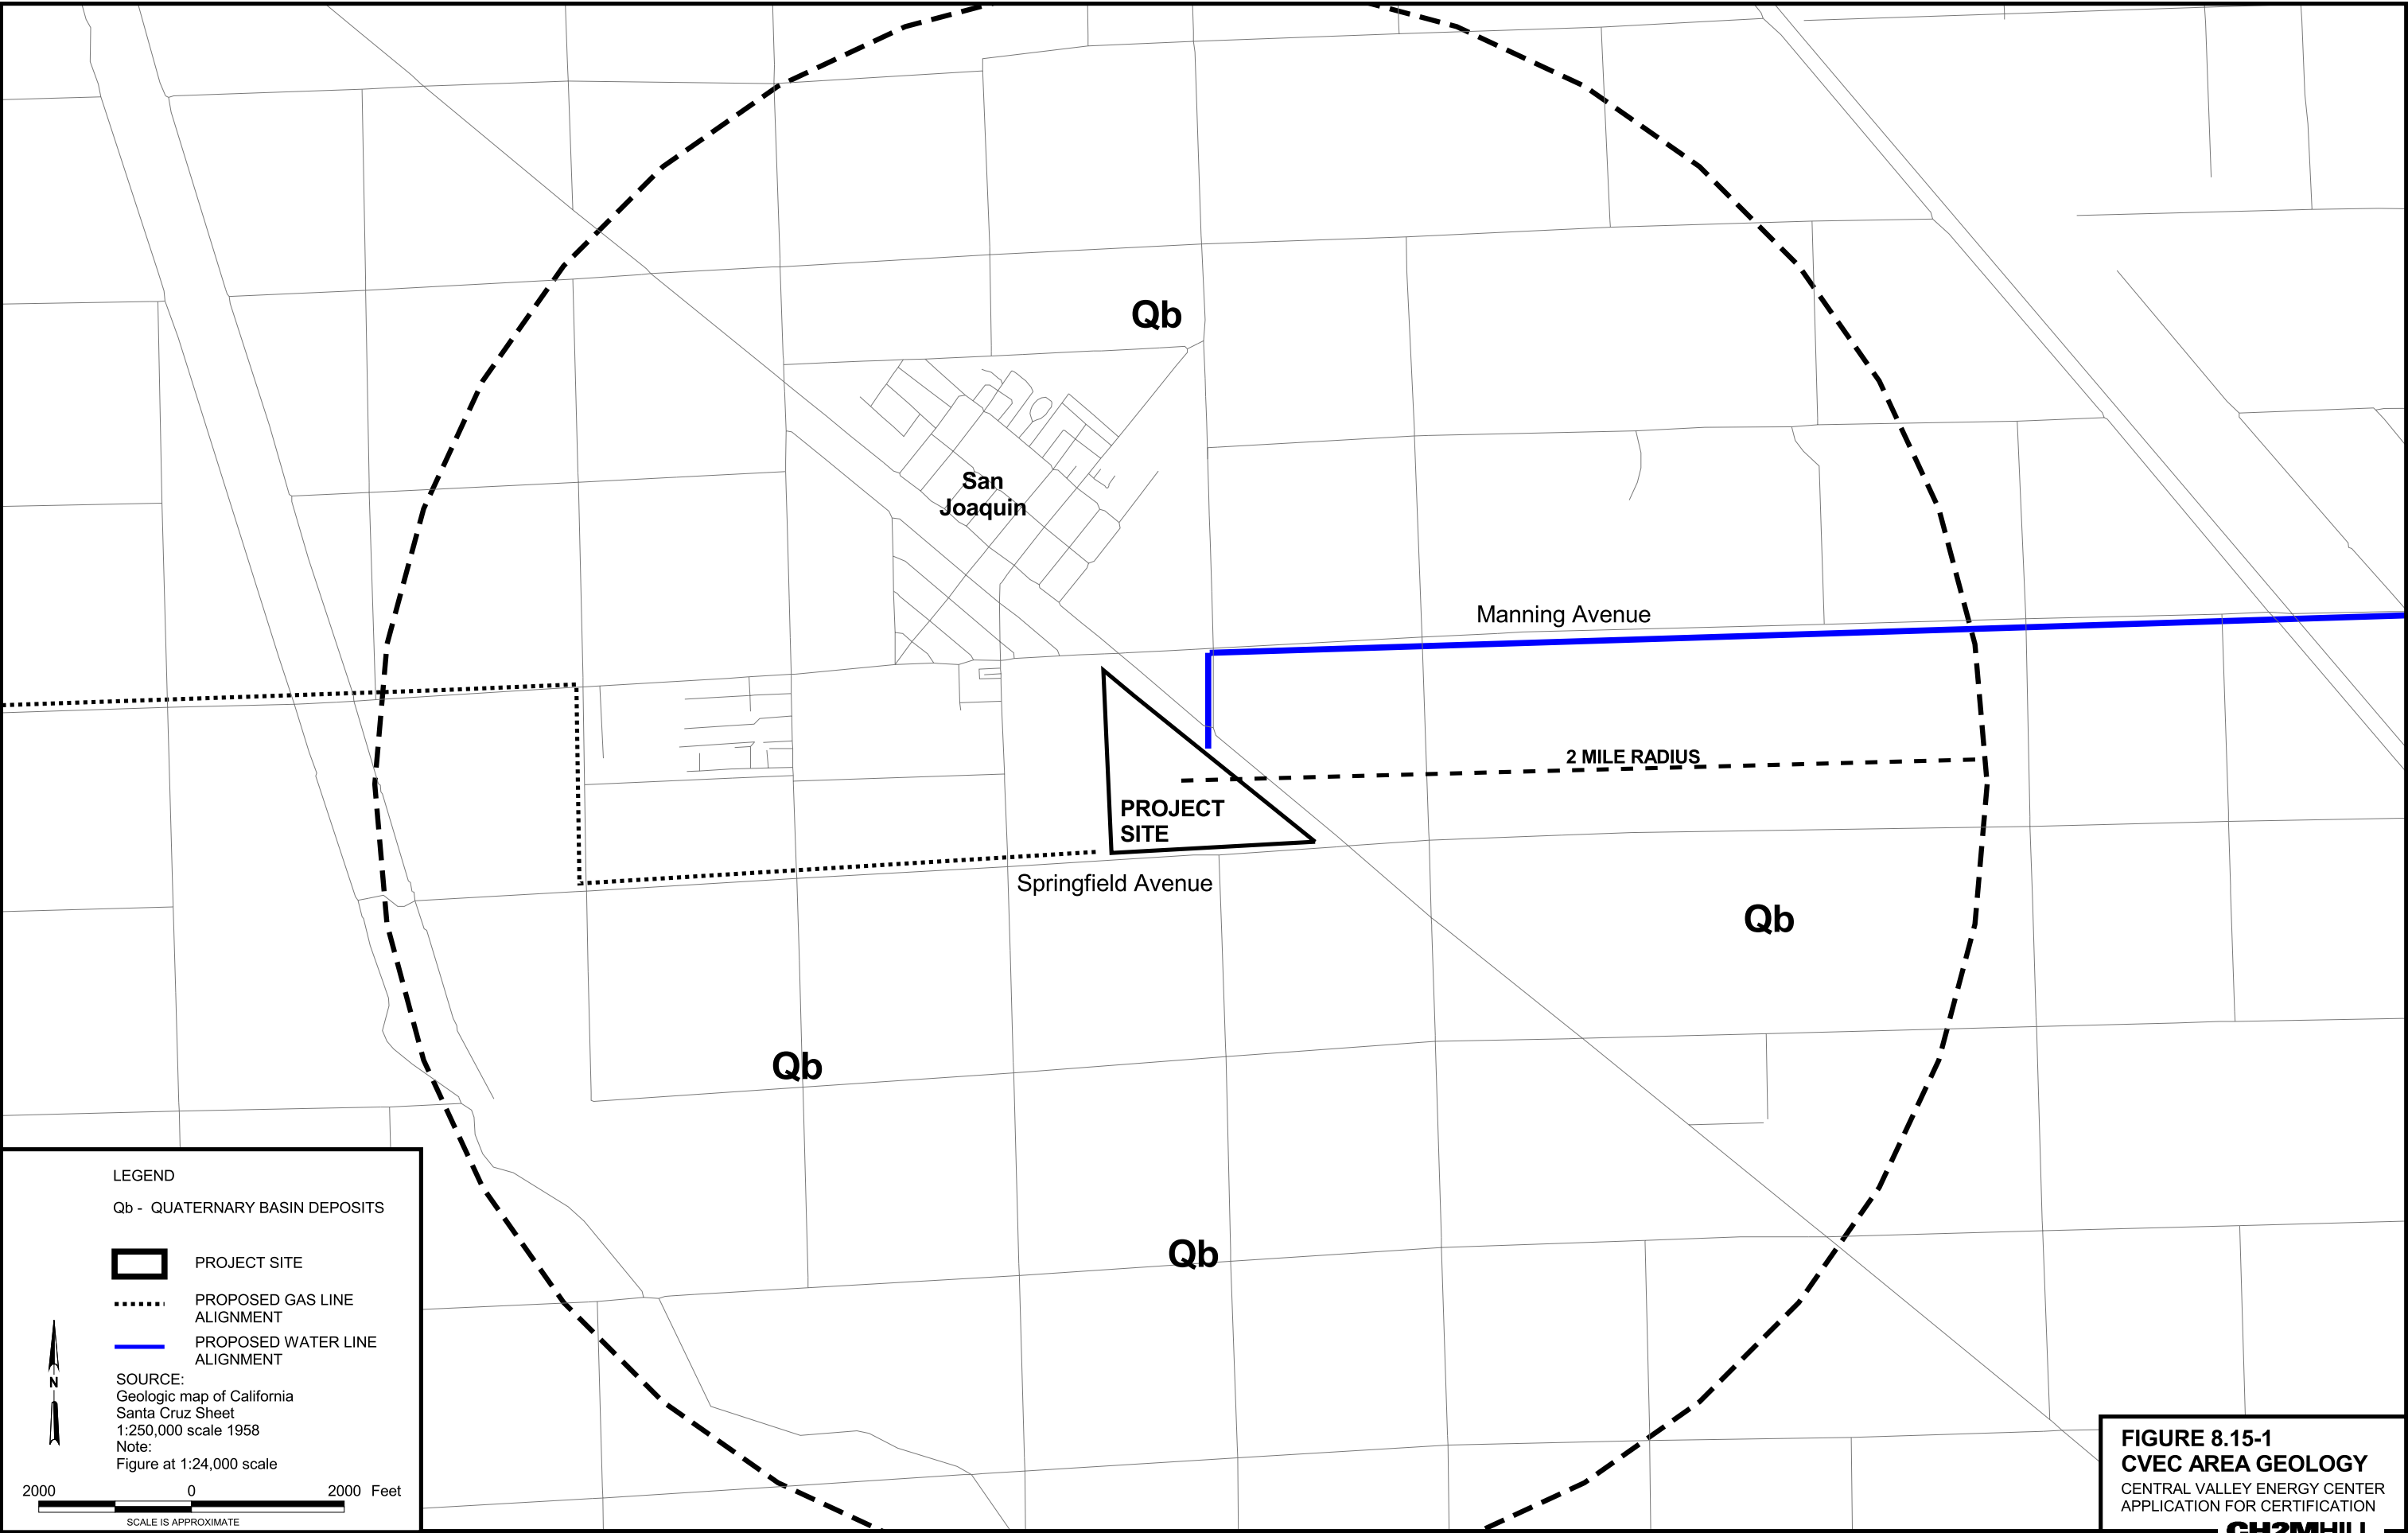 Qb
San
Joaquin
Manning Avenue
2 MILE RADIUS
PROJECT
SITE
Springfield Avenue
Qb
Qb
Qb
LEGEND
Qb - QUATERNARY BASIN DEPOSITS
PROJECT SITE
PROPOSED GAS LINE
ALIGNMENT
PROPOSED WATER LINE
ALIGNMENT
N
SOURCE:
Geologic map of California
Santa Cruz Sheet
1:250,000 scale 1958
Note:
Figure at 1:24,000 scale
2000 0 2000 Feet
SCALE IS APPROXIMATE
FIGURE 8.15-1
CVEC AREA GEOLOGY
CENTRAL VALLEY ENERGY CENTER
APPLICATION FOR CERTIFICATION
CH2MHILL